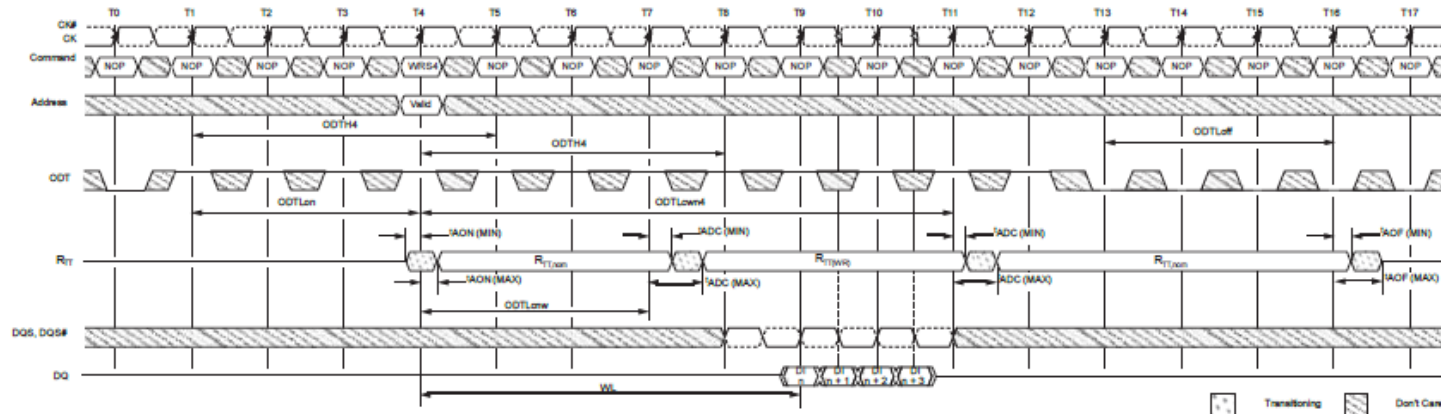 T0 T1 T2 T3 T4 T5 T6 T7 T8 T9 T10 T11 T12 T13 T14 T15 T16 T17
CK#
CK
Command NOP NOP NOP NOP WRS4 NOP NOP NOP NOP NOP NOP NOP NOP NOP NOP NOP NOP NOP
Address Valid
ODTH4 ODTLoff
ODTH4
ODT
ODTLon ODTLcwn4
tAON (MIN) tADC (MIN) tADC (MIN) tAOF (MIN)
RTT RTT,nom RTT(WR) RTT,nom
tAON (MAX) tADC (MAX) tADC (MAX) tAOF (MAX)
ODTLcnw
DQS, DQS#
DQ DI n DI n + 1 DI n + 2 DI n + 3
WL
Transitioning Don't Care